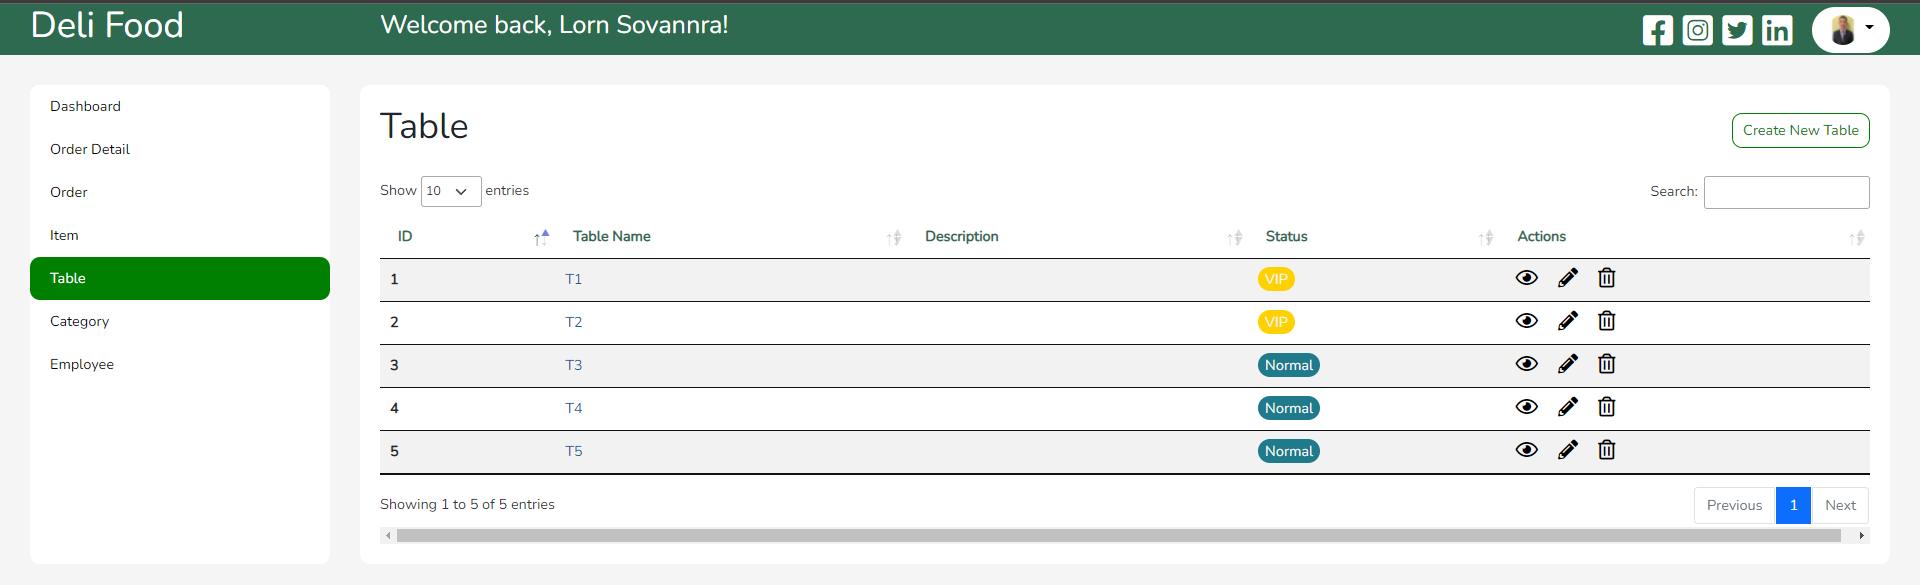 Deli Food
Welcome back, Lorn Sovannra!
Dashboard
Order Detail
Order
Item
Table
Category
Employee
Table
Create New Table
Show 10 entries
Search:
ID Table Name Description Status Actions
1 T1 VIP
2 T2 VIP
3 T3 Normal
4 T4 Normal
5 T5 Normal
Showing 1 to 5 of 5 entries
Previous 1 Next